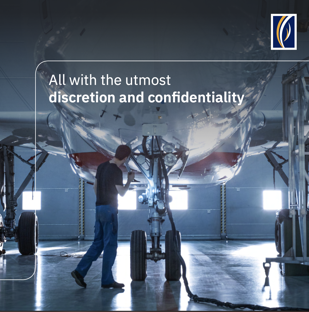 All with the utmost
discretion and confidentiality